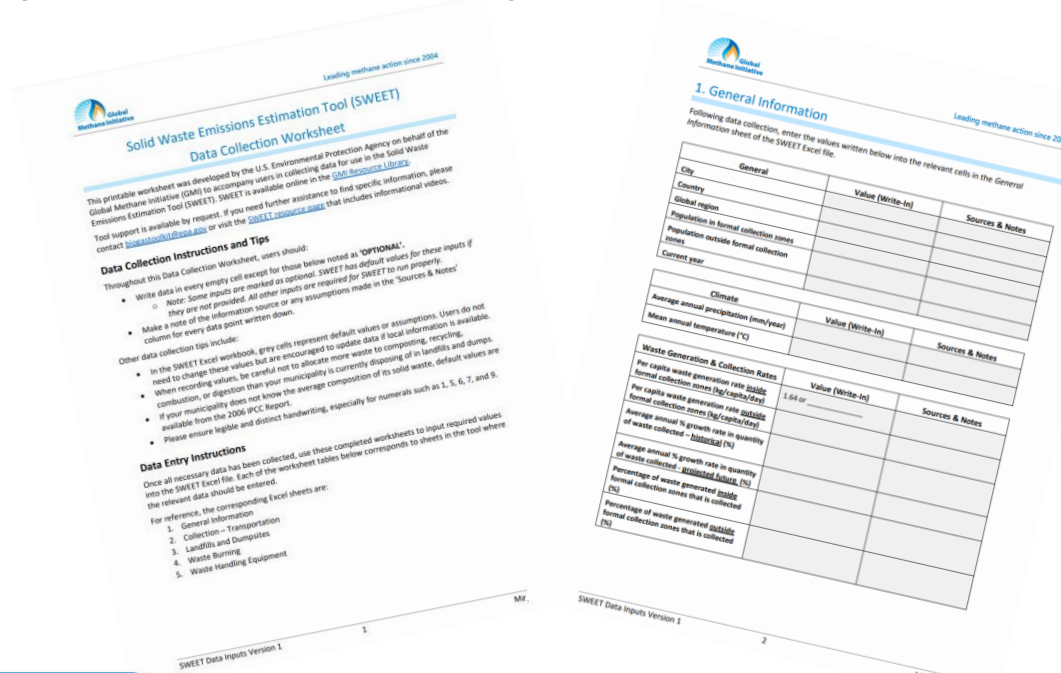 Global
Methane Initiative
Leading methane action since 2004
Solid Waste Emissions Estimation Tool (SWEET)
Data Collection Worksheet
This printable worksheet was developed by the U.S. Environmental Protection Agency on behalf of the
Global Methane Initiative (GMI) to accompany users in collecting data for use in the Solid Waste
Emissions Estimation Tool (SWEET). SWEET is available online in the GMI Resource Library.
Tool support is available by request. If you need further assistance to find specific information, please
contact biogastoolkit@epa.gov or visit the SWEET resource page that includes informational videos.
Data Collection Instructions and Tips
Throughout this Data Collection Worksheet, users should:
• Write data in every empty cell except for those below noted as 'OPTIONAL'.
○ Note: Some inputs are marked as optional. SWEET has default values for these inputs if
they are not provided. All other inputs are required for SWEET to run properly.
• Make a note of the information source or any assumptions made in the 'Sources & Notes'
column for every data point written down.
Other data collection tips include:
• In the SWEET Excel workbook, grey cells represent default values or assumptions. Users do not
need to change these values but are encouraged to update data if local information is available.
• When recording values, be careful not to allocate more waste to composting, recycling,
combustion, or digestion than your municipality is currently disposing of in landfills and dumps.
• If your municipality does not know the average composition of its solid waste, default values are
available from the 2006 IPCC Report.
• Please ensure legible and distinct handwriting, especially for numerals such as 1, 5, 6, 7, and 9.
Data Entry Instructions
Once all necessary data has been collected, use these completed worksheets to input required values
into the SWEET Excel file. Each of the worksheet tables below corresponds to sheets in the tool where
the relevant data should be entered.
For reference, the corresponding Excel sheets are:
1. General Information
2. Collection – Transportation
3. Landfills and Dumpsites
4. Waste Burning
5. Waste Handling Equipment
SWEET Data Inputs Version 1
1
Global
Methane Initiative
Leading methane action since 20
1. General Information
Following data collection, enter the values written below into the relevant cells in the General
Information sheet of the SWEET Excel file.
General
Value (Write-In)
Sources & Notes
City
Country
Global region
Population in formal collection zones
Population outside formal collection
zones
Current year
Climate
Value (Write-In)
Sources & Notes
Average annual precipitation (mm/year)
Mean annual temperature (°C)
Waste Generation & Collection Rates
Value (Write-In)
Sources & Notes
Per capita waste generation rate inside
formal collection zones (kg/capita/day)
1.64 or ____________
Per capita waste generation rate outside
formal collection zones (kg/capita/day)
Average annual % growth rate in quantity
of waste collected – historical (%)
Average annual % growth rate in quantity
of waste collected - projected future (%)
Percentage of waste generated inside
formal collection zones that is collected
(%)
Percentage of waste generated outside
formal collection zones that is collected
(%)
SWEET Data Inputs Version 1
2